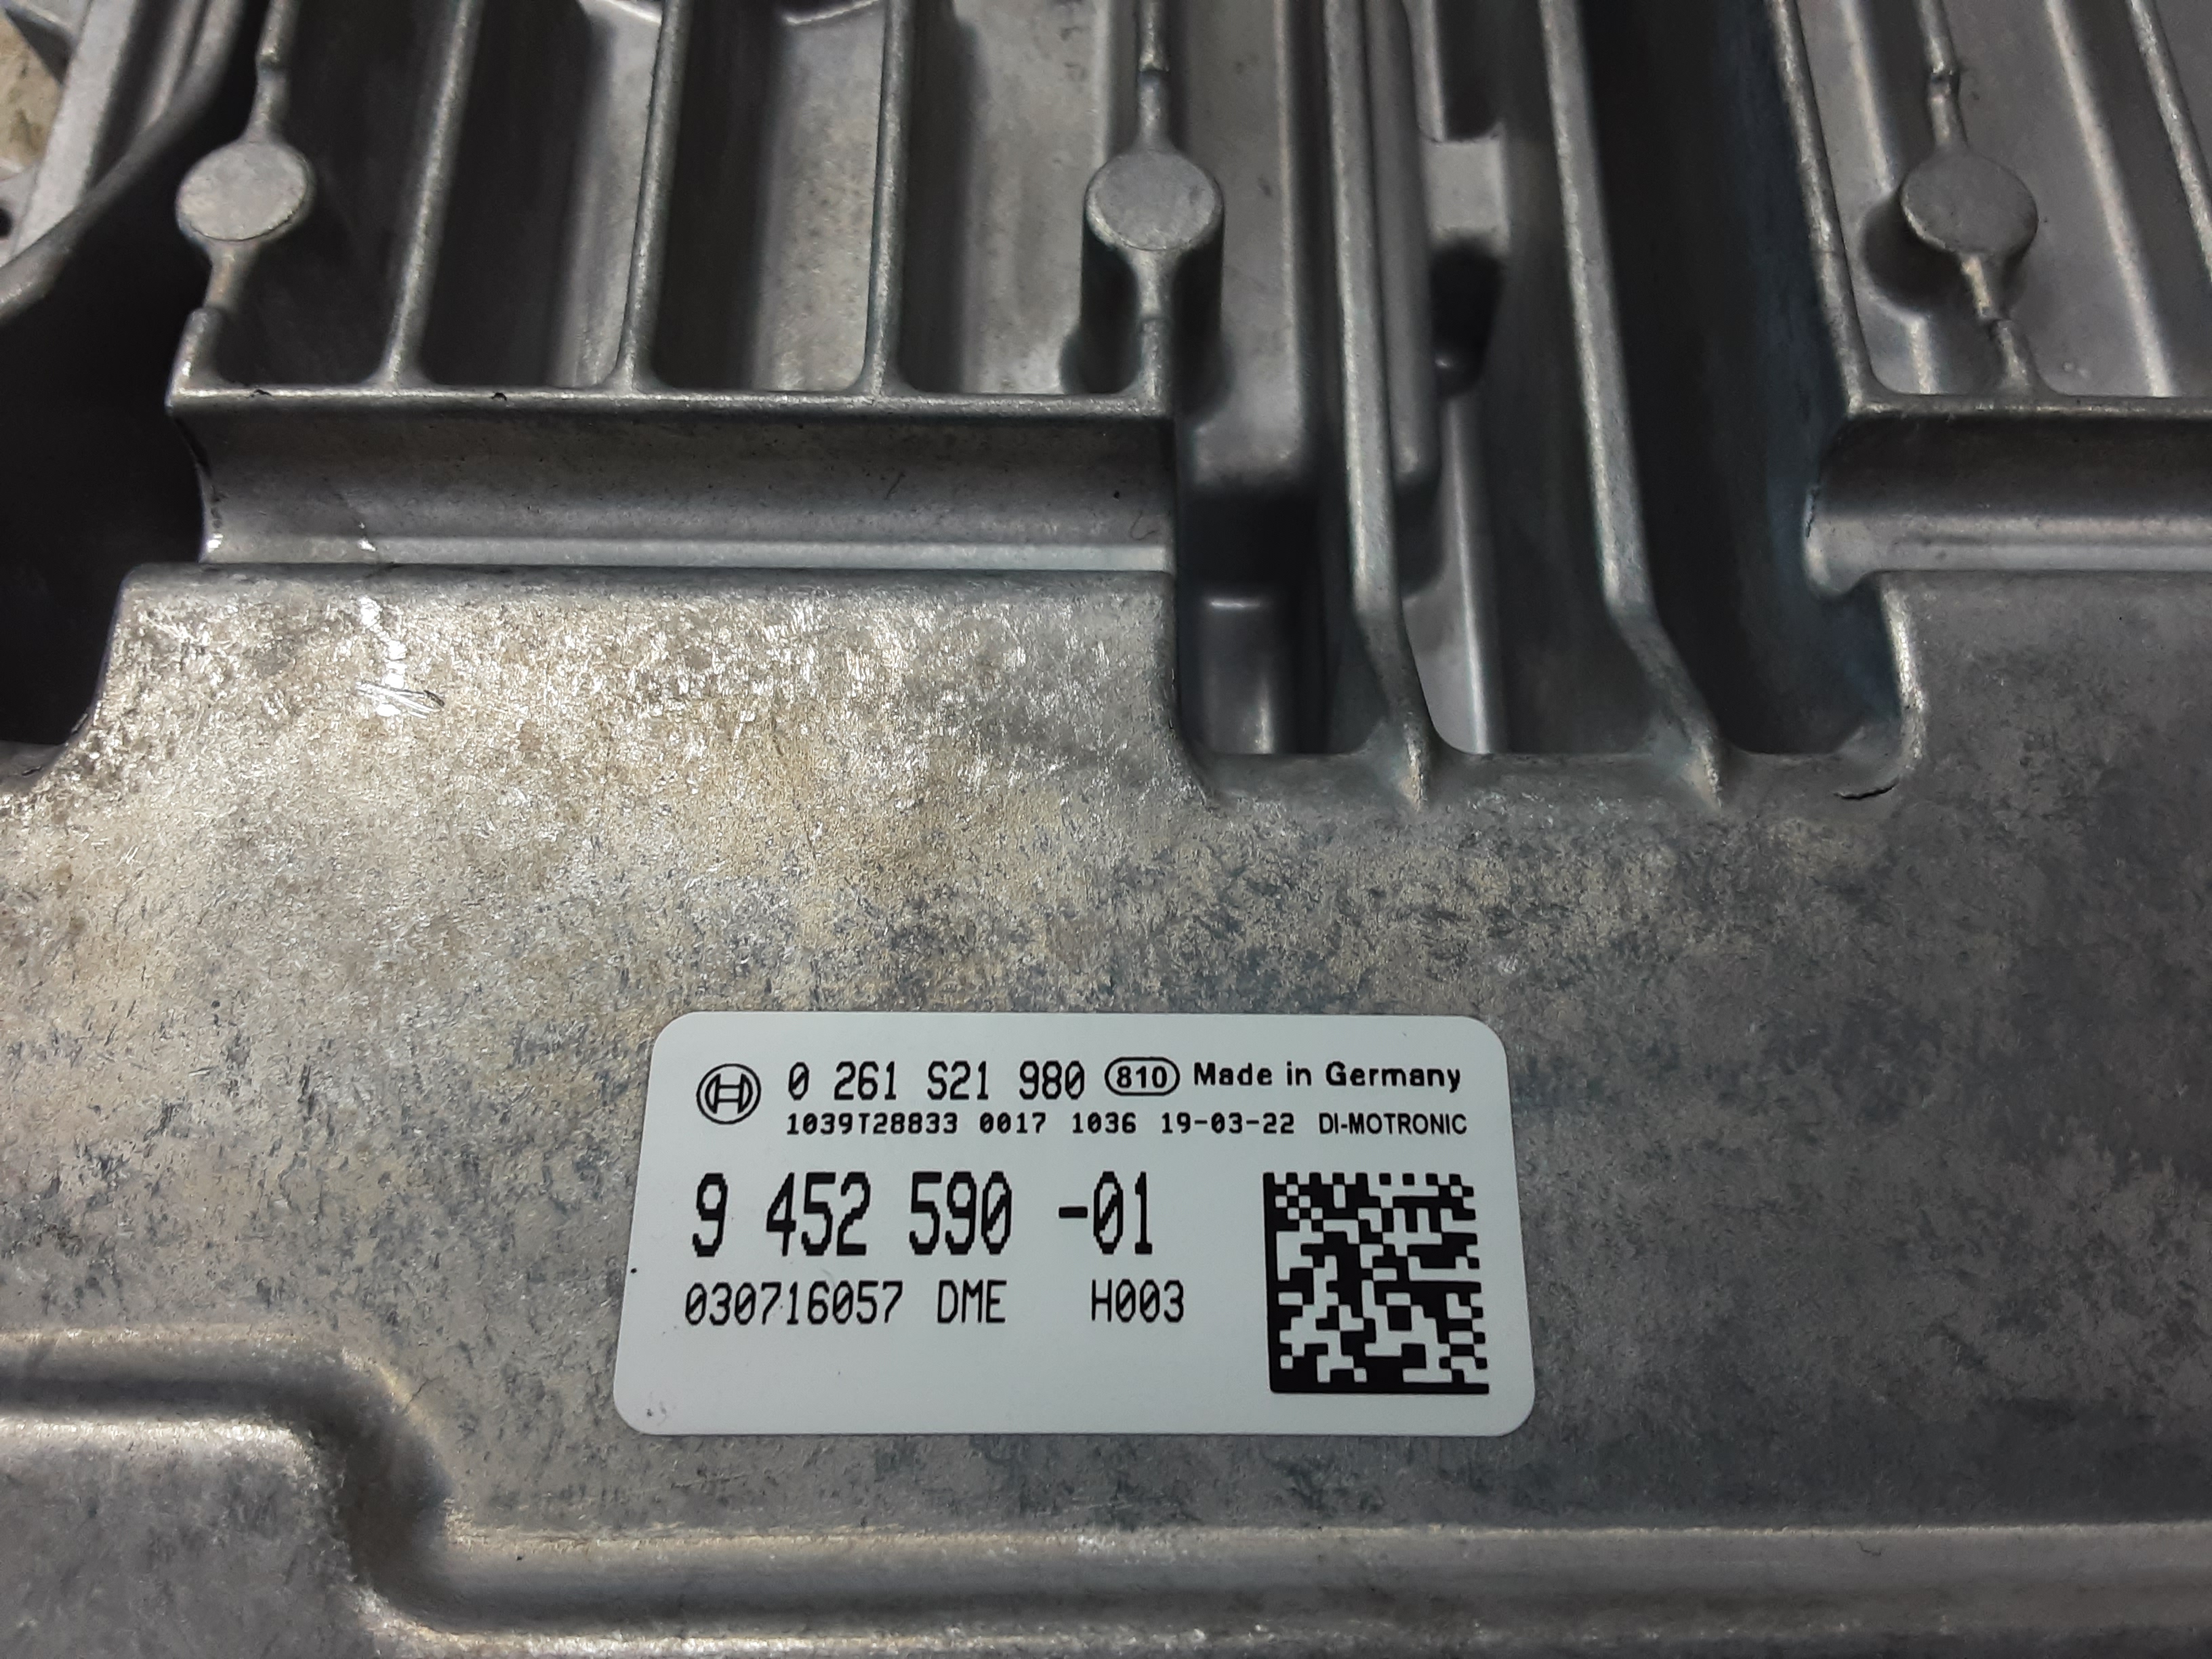 0 261 S21 980 810 Made in Germany
1039T28833 0017 1036 19-03-22 DI-MOTRONIC
9 452 590 -01
030716057 DME H003